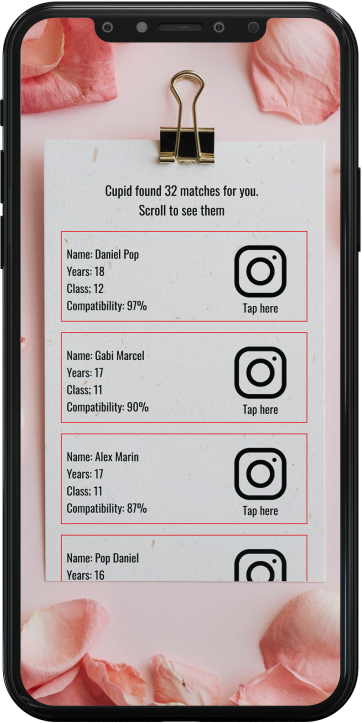 Cupid found 32 matches for you.
Scroll to see them
Name: Daniel Pop
Years: 18
Class; 12
Compatibility: 97%
Tap here
Name: Gabi Marcel
Years: 17
Class; 11
Compatibility: 90%
Tap here
Name: Alex Marin
Years: 17
Class; 11
Compatibility: 87%
Tap here
Name: Pop Daniel
Years: 16